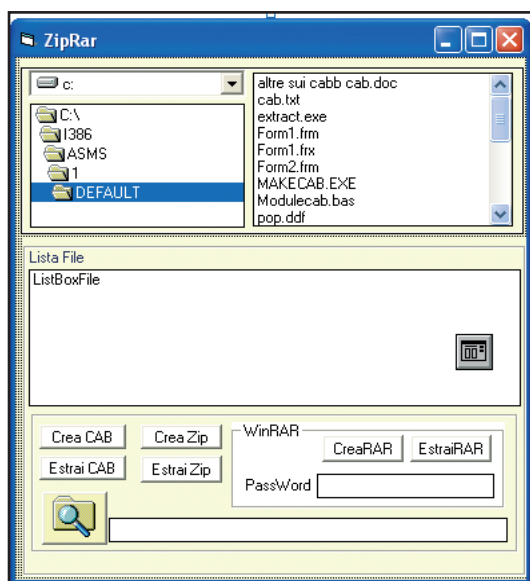 ZipRar
c:
C:\
I386
ASMS
1
DEFAULT
altre sui cabb cab.doc
cab.txt
extract.exe
Form1.frm
Form1.frx
Form2.frm
MAKECAB.EXE
Modulecab.bas
pop.ddf
Lista File
ListBoxFile
Crea CAB
Crea Zip
Estrai CAB
Estrai Zip
WinRAR
CreaRAR
EstraiRAR
PassWord